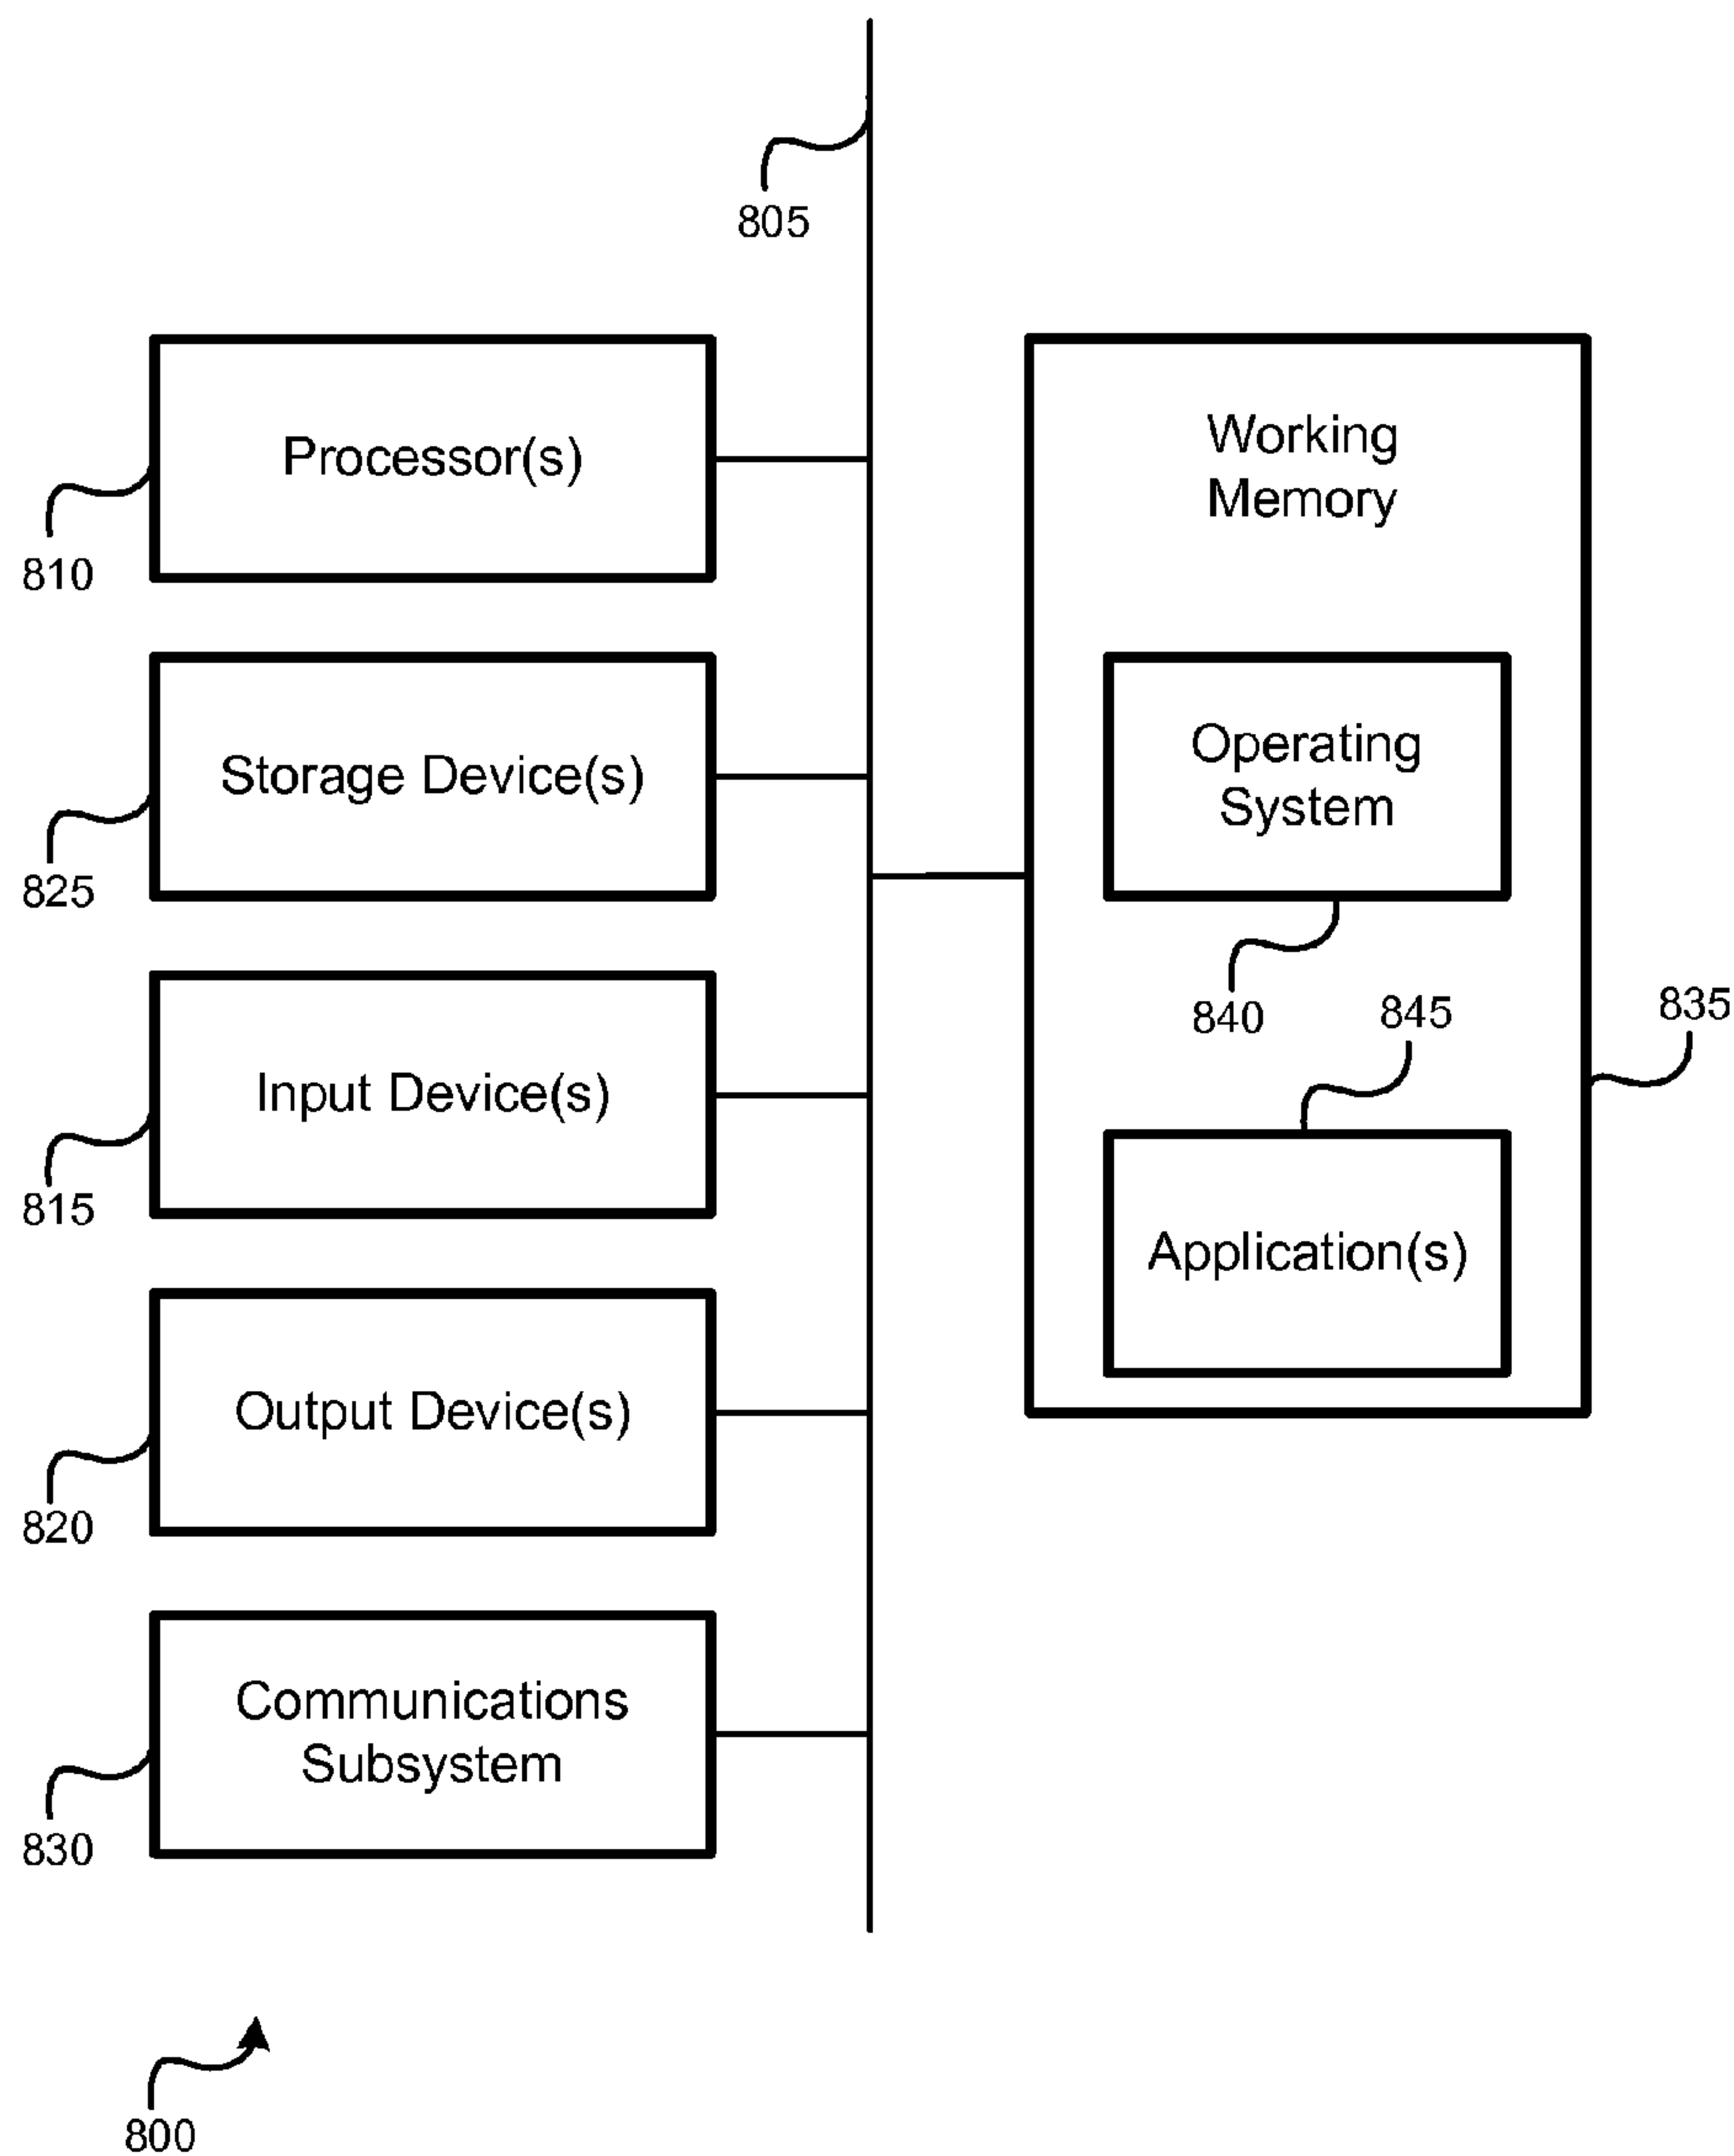 805
Processor(s)
810
Working
Memory
Storage Device(s)
825
Operating
System
840
845
835
Input Device(s)
815
Application(s)
Output Device(s)
820
Communications
Subsystem
830
800